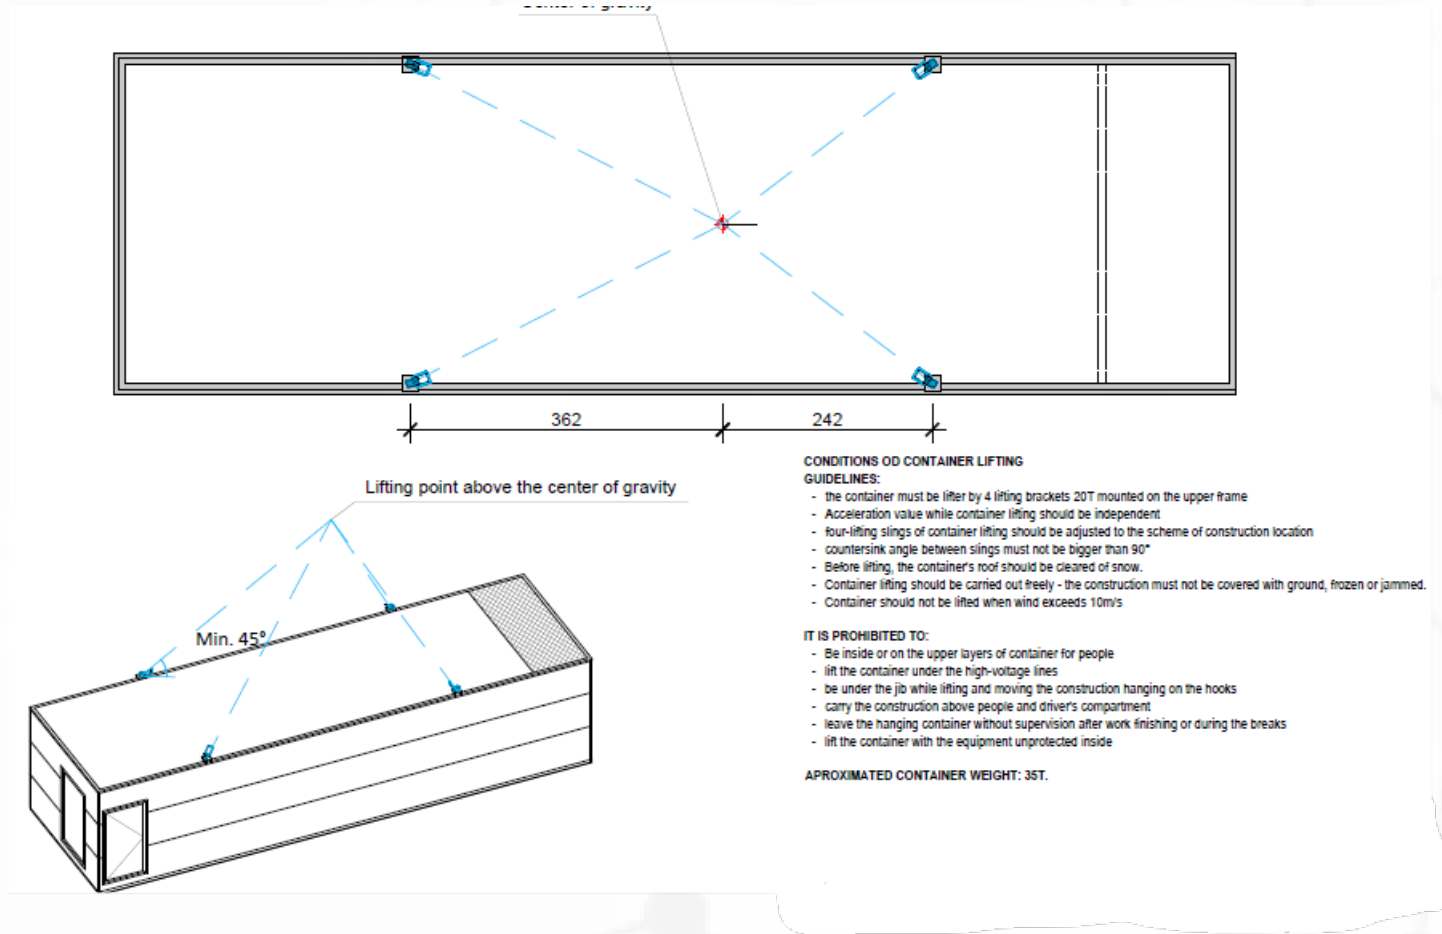 Center of gravity
362
242
Lifting point above the center of gravity
Min. 45°
CONDITIONS OD CONTAINER LIFTING
GUIDELINES:
- the container must be lifter by 4 lifting brackets 20T mounted on the upper frame
- Acceleration value while container lifting should be independent
- four-lifting slings of container lifting should be adjusted to the scheme of construction location
- countersink angle between slings must not be bigger than 90°
- Before lifting, the container's roof should be cleared of snow.
- Container lifting should be carried out freely - the construction must not be covered with ground, frozen or jammed.
- Container should not be lifted when wind exceeds 10m/s
IT IS PROHIBITED TO:
- Be inside or on the upper layers of container for people
- lift the container under the high-voltage lines
- be under the jib while lifting and moving the construction hanging on the hooks
- carry the construction above people and driver's compartment
- leave the hanging container without supervision after work finishing or during the breaks
- lift the container with the equipment unprotected inside
APROXIMATED CONTAINER WEIGHT: 35T.